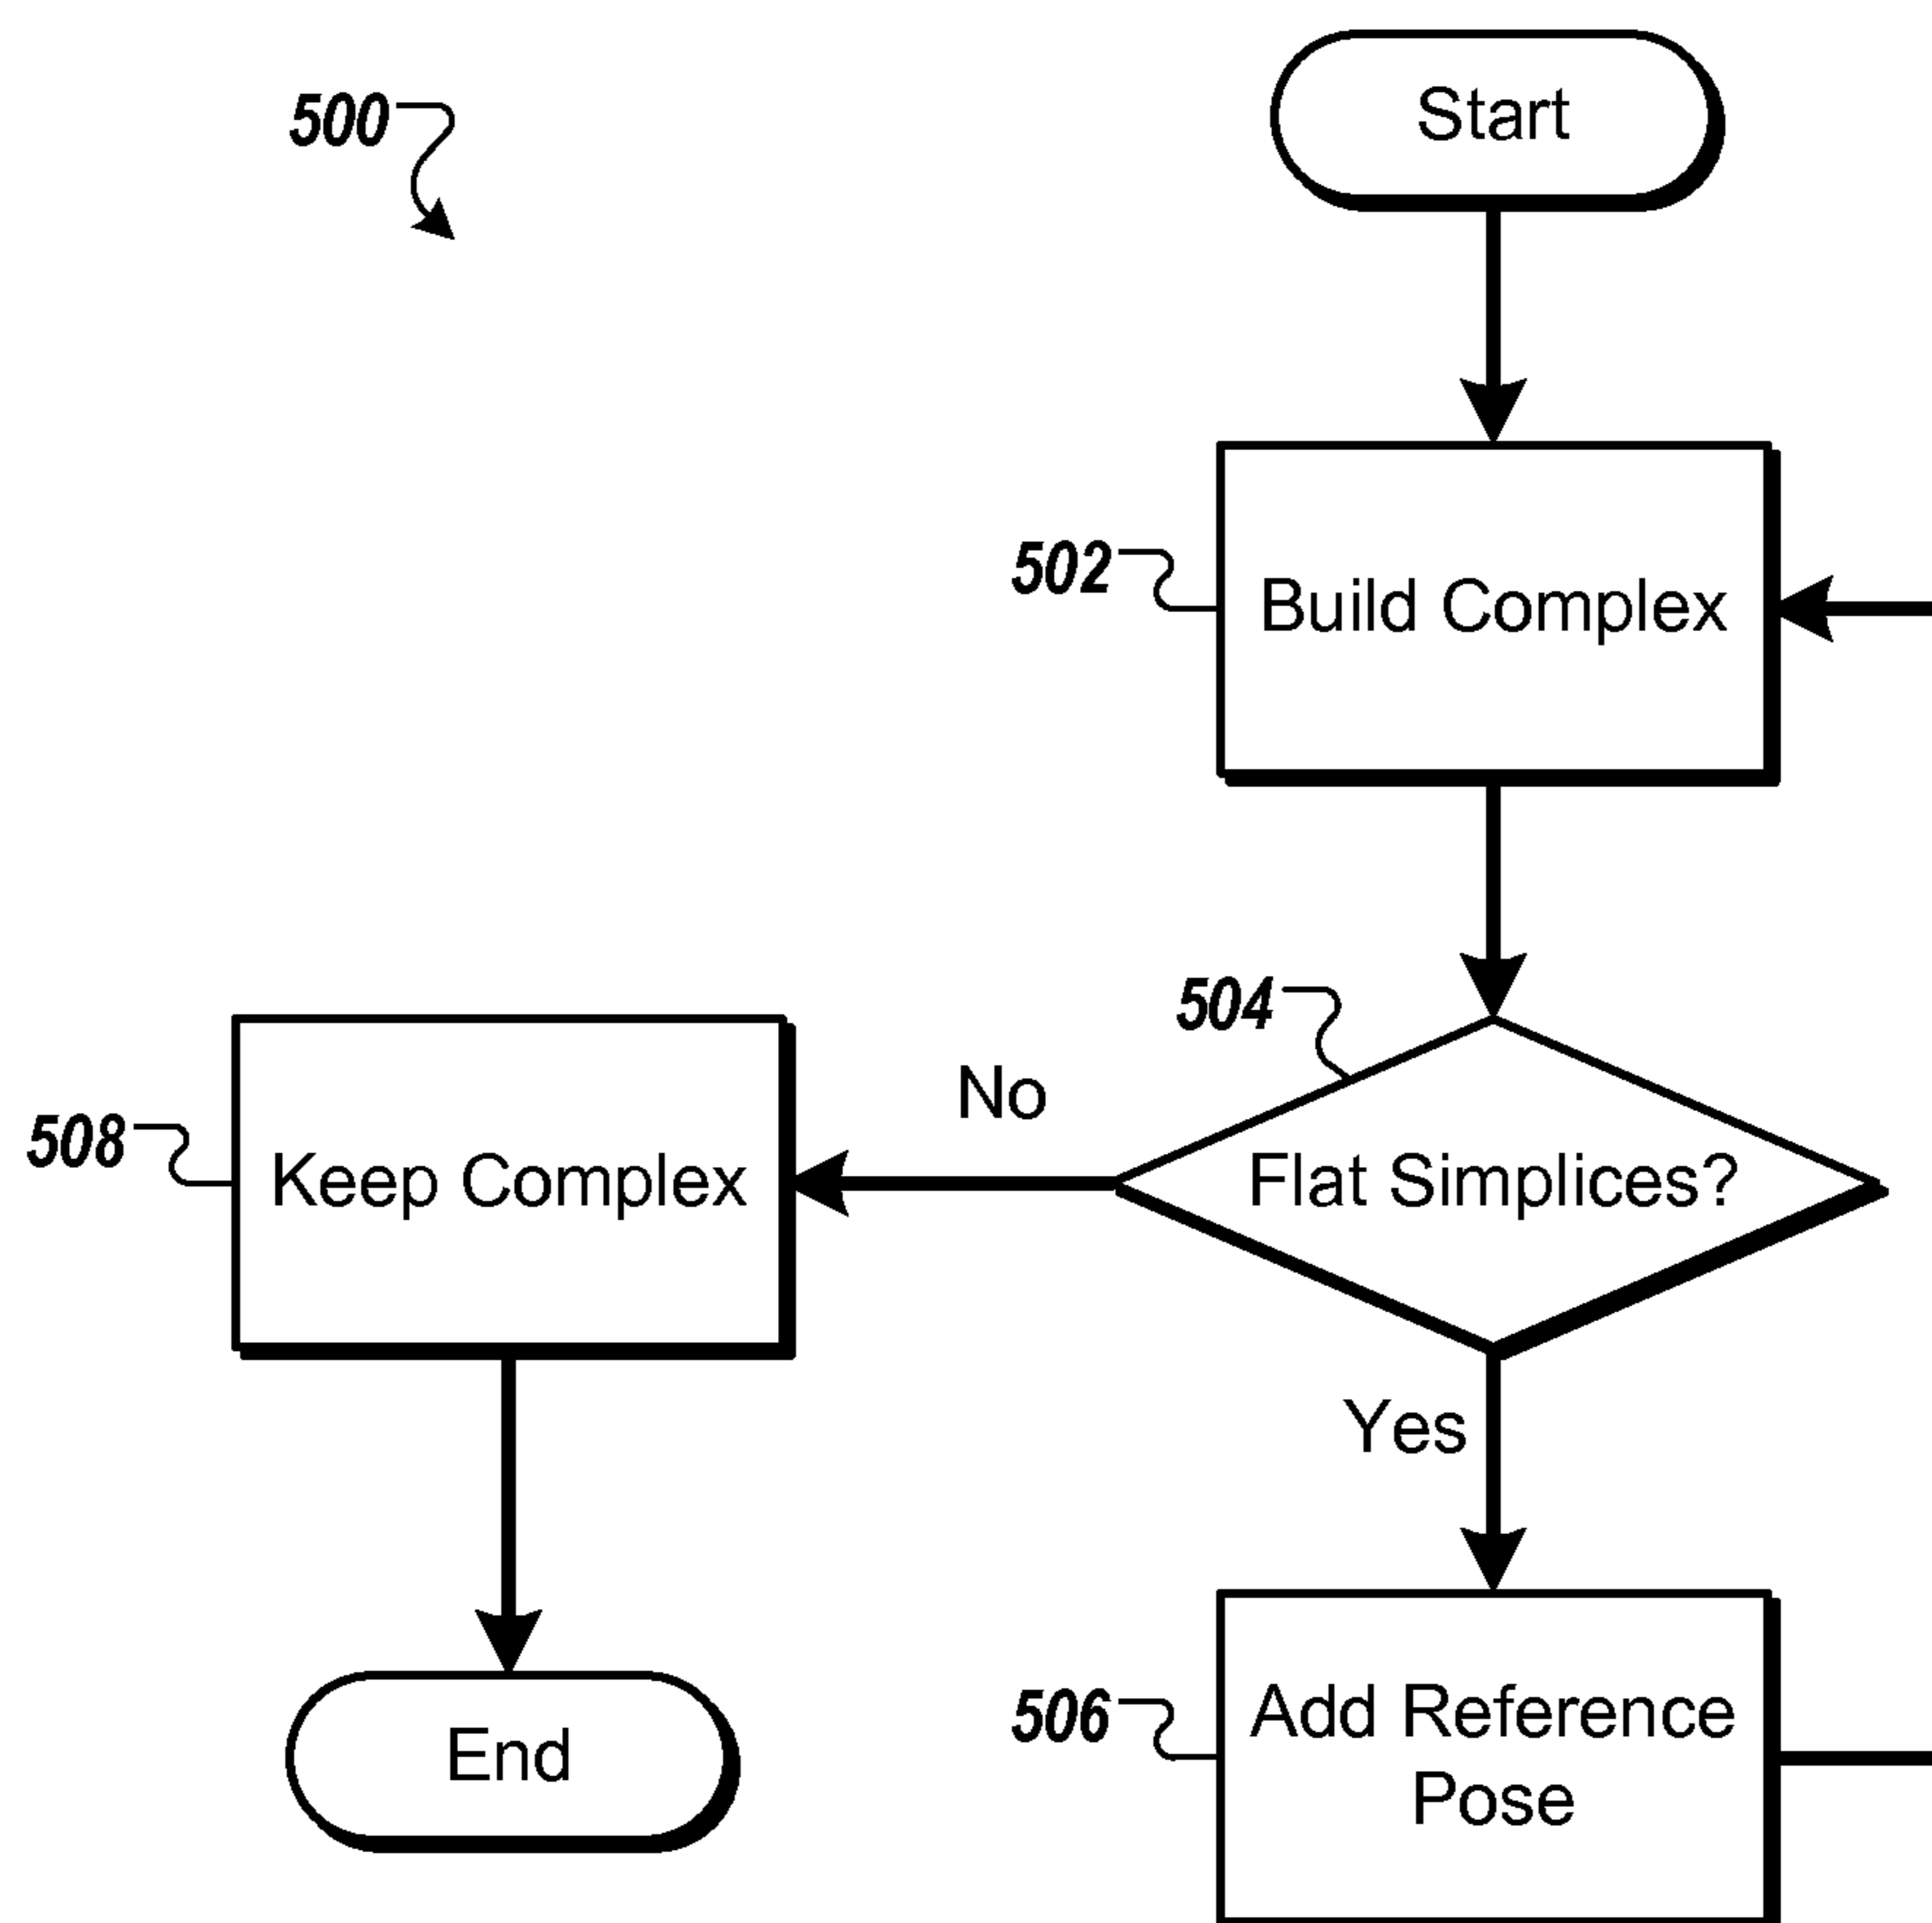 500
Start
502
Build Complex
504
No
508
Keep Complex
Flat Simplices?
Yes
506
Add Reference
Pose
End